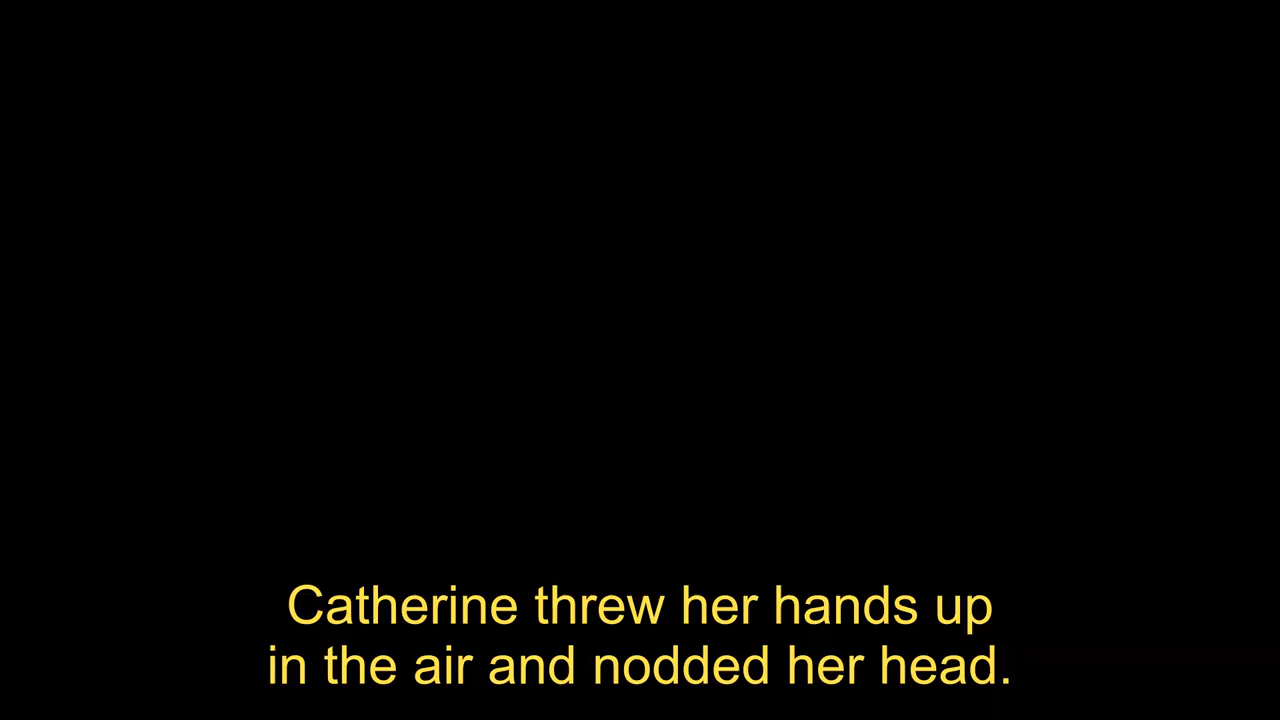 Catherine threw her hands up
in the air and nodded her head.